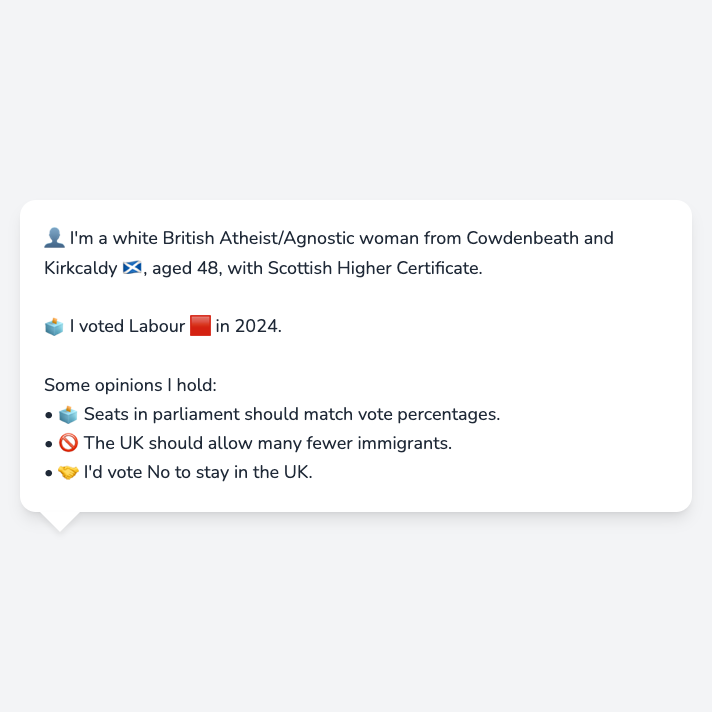 👤 I'm a white British Atheist/Agnostic woman from Cowdenbeath and
Kirkcaldy 🏴󠁧󠁢󠁳󠁣󠁴󠁿, aged 48, with Scottish Higher Certificate.
🗳️ I voted Labour 🟥 in 2024.
Some opinions I hold:
• 🗳️ Seats in parliament should match vote percentages.
• 🚫 The UK should allow many fewer immigrants.
• 🤝 I'd vote No to stay in the UK.